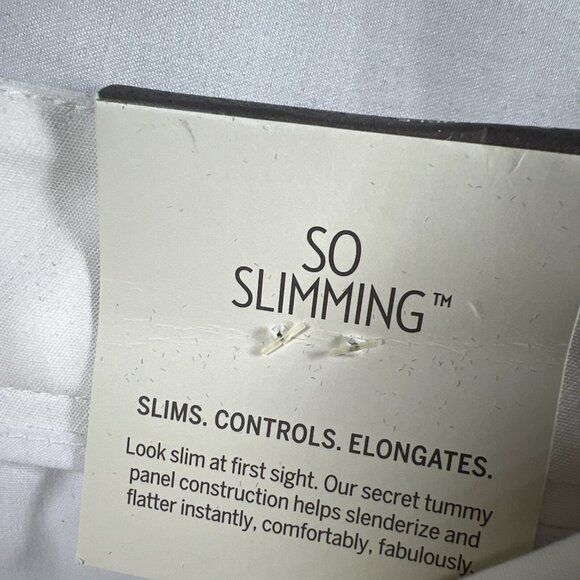 SO
SLIMMING™
SLIMS. CONTROLS. ELONGATES.
Look slim at first sight. Our secret tummy
panel construction helps slenderize and
flatter instantly, comfortably, fabulously.